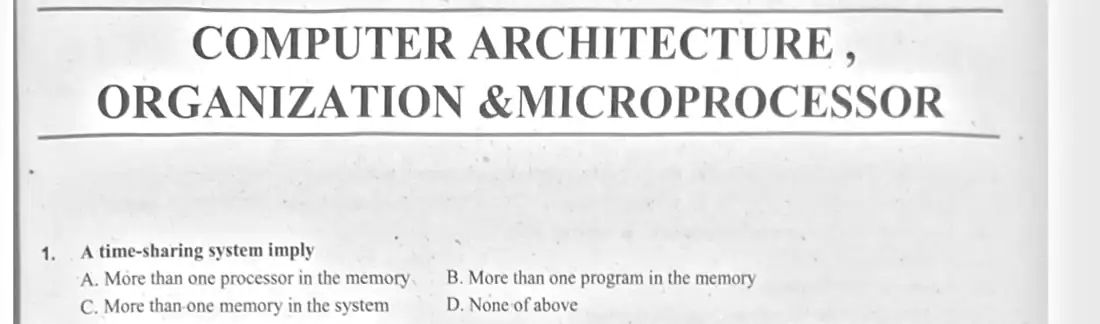 COMPUTER ARCHITECTURE ,
ORGANIZATION &MICROPROCESSOR
1. A time-sharing system imply
A. More than one processor in the memory B. More than one program in the memory
C. More than one memory in the system D. None of above